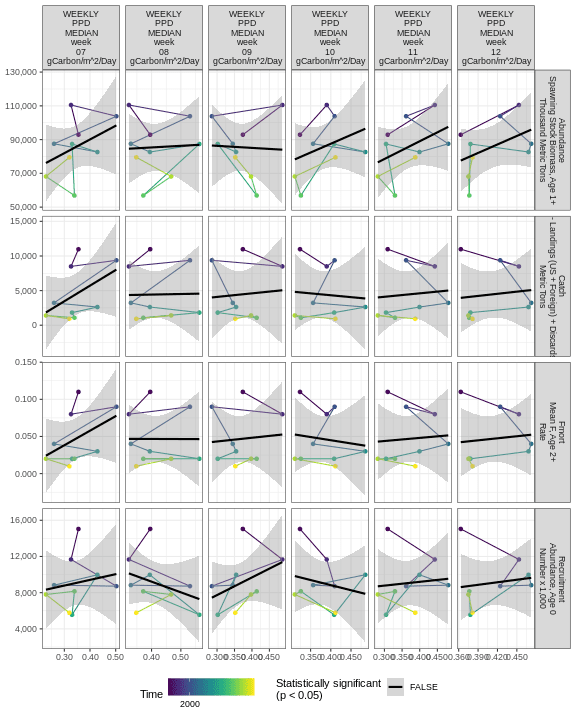 WEEKLY
PPD
MEDIAN
week
07
gCarbon/m^2/Day
WEEKLY
PPD
MEDIAN
week
08
gCarbon/m^2/Day
WEEKLY
PPD
MEDIAN
week
09
gCarbon/m^2/Day
WEEKLY
PPD
MEDIAN
week
10
gCarbon/m^2/Day
WEEKLY
PPD
MEDIAN
week
11
gCarbon/m^2/Day
WEEKLY
PPD
MEDIAN
week
12
gCarbon/m^2/Day
130,000
110,000
90,000
70,000
50,000
Abundance
Spawning Stock Biomass, Age 1+
Thousand Metric Tons
15,000
10,000
5,000
0
Catch
- Landings (US + Foreign) + Discards
Metric Tons
0.150
0.100
0.050
0.000
Fmort
Mean F, Age 2+
Rate
16,000
12,000
8,000
4,000
Recruitment
Abundance, Age 0
Number x 1,000
0.30 0.40 0.50
0.40 0.50
0.300 0.350 0.400 0.450
0.350 0.400 0.450
0.300 0.350 0.400 0.450
0.360 0.390 0.420 0.450
Time
2000
Statistically significant
(p < 0.05)
FALSE